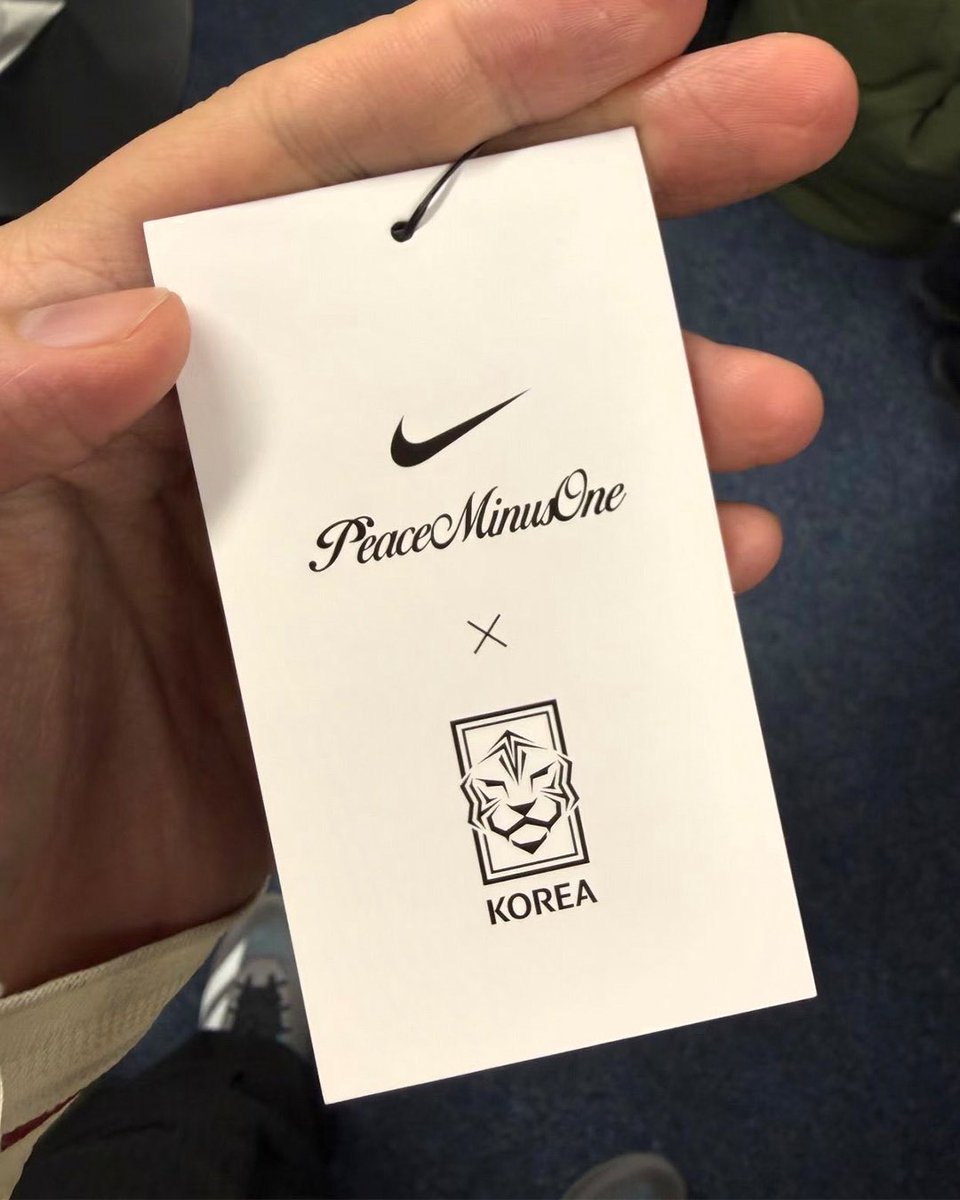 PeaceMinusOne
×
KOREA